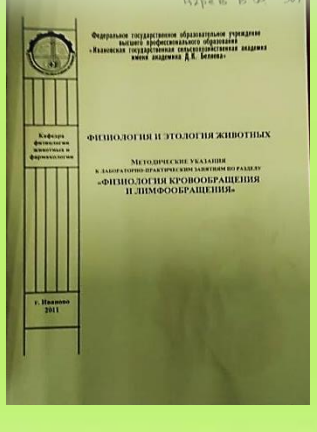 Федеральное государственное образовательное учреждение
высшего профессионального образования
«Ивановская государственная сельскохозяйственная академия
имени академика Д.К. Беляева»
Кафедра
физиологии
животных и
фармакологии
ФИЗИОЛОГИЯ И ЭТОЛОГИЯ ЖИВОТНЫХ
МЕТОДИЧЕСКИЕ УКАЗАНИЯ
К ЛАБОРАТОРНО-ПРАКТИЧЕСКИМ ЗАНЯТИЯМ ПО РАЗДЕЛУ
«ФИЗИОЛОГИЯ КРОВООБРАЩЕНИЯ
И ЛИМФООБРАЩЕНИЯ»
г. Иваново
2011